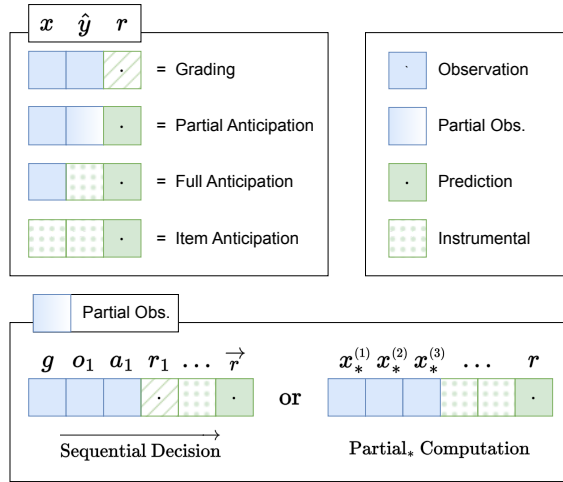 x ŷ r
= Grading
= Partial Anticipation
= Full Anticipation
= Item Anticipation
Observation
Partial Obs.
Prediction
Instrumental
Partial Obs.
g o₁ a₁ r₁ … r⃗
Sequential Decision
or
x⁎⁽¹⁾ x⁎⁽²⁾ x⁎⁽³⁾ … r
Partial⁎ Computation